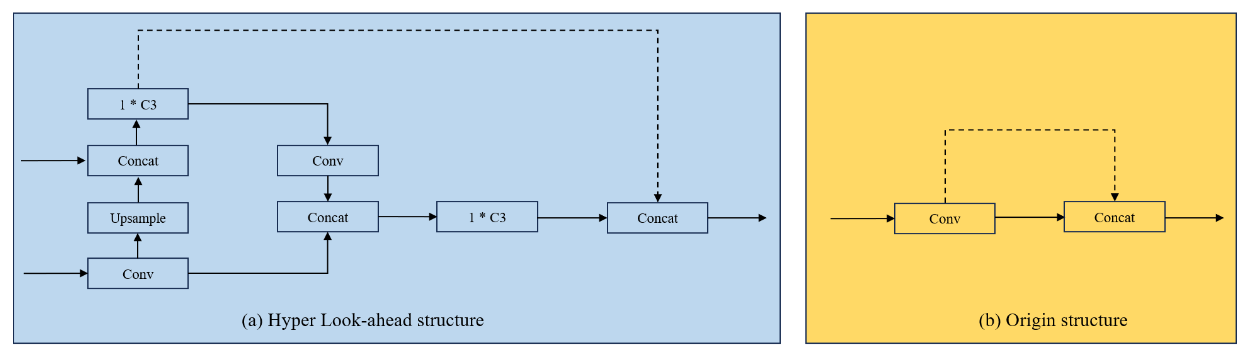 1 * C3
Concat
Upsample
Conv
Conv
Concat
1 * C3
Concat
(a) Hyper Look-ahead structure
Conv
Concat
(b) Origin structure